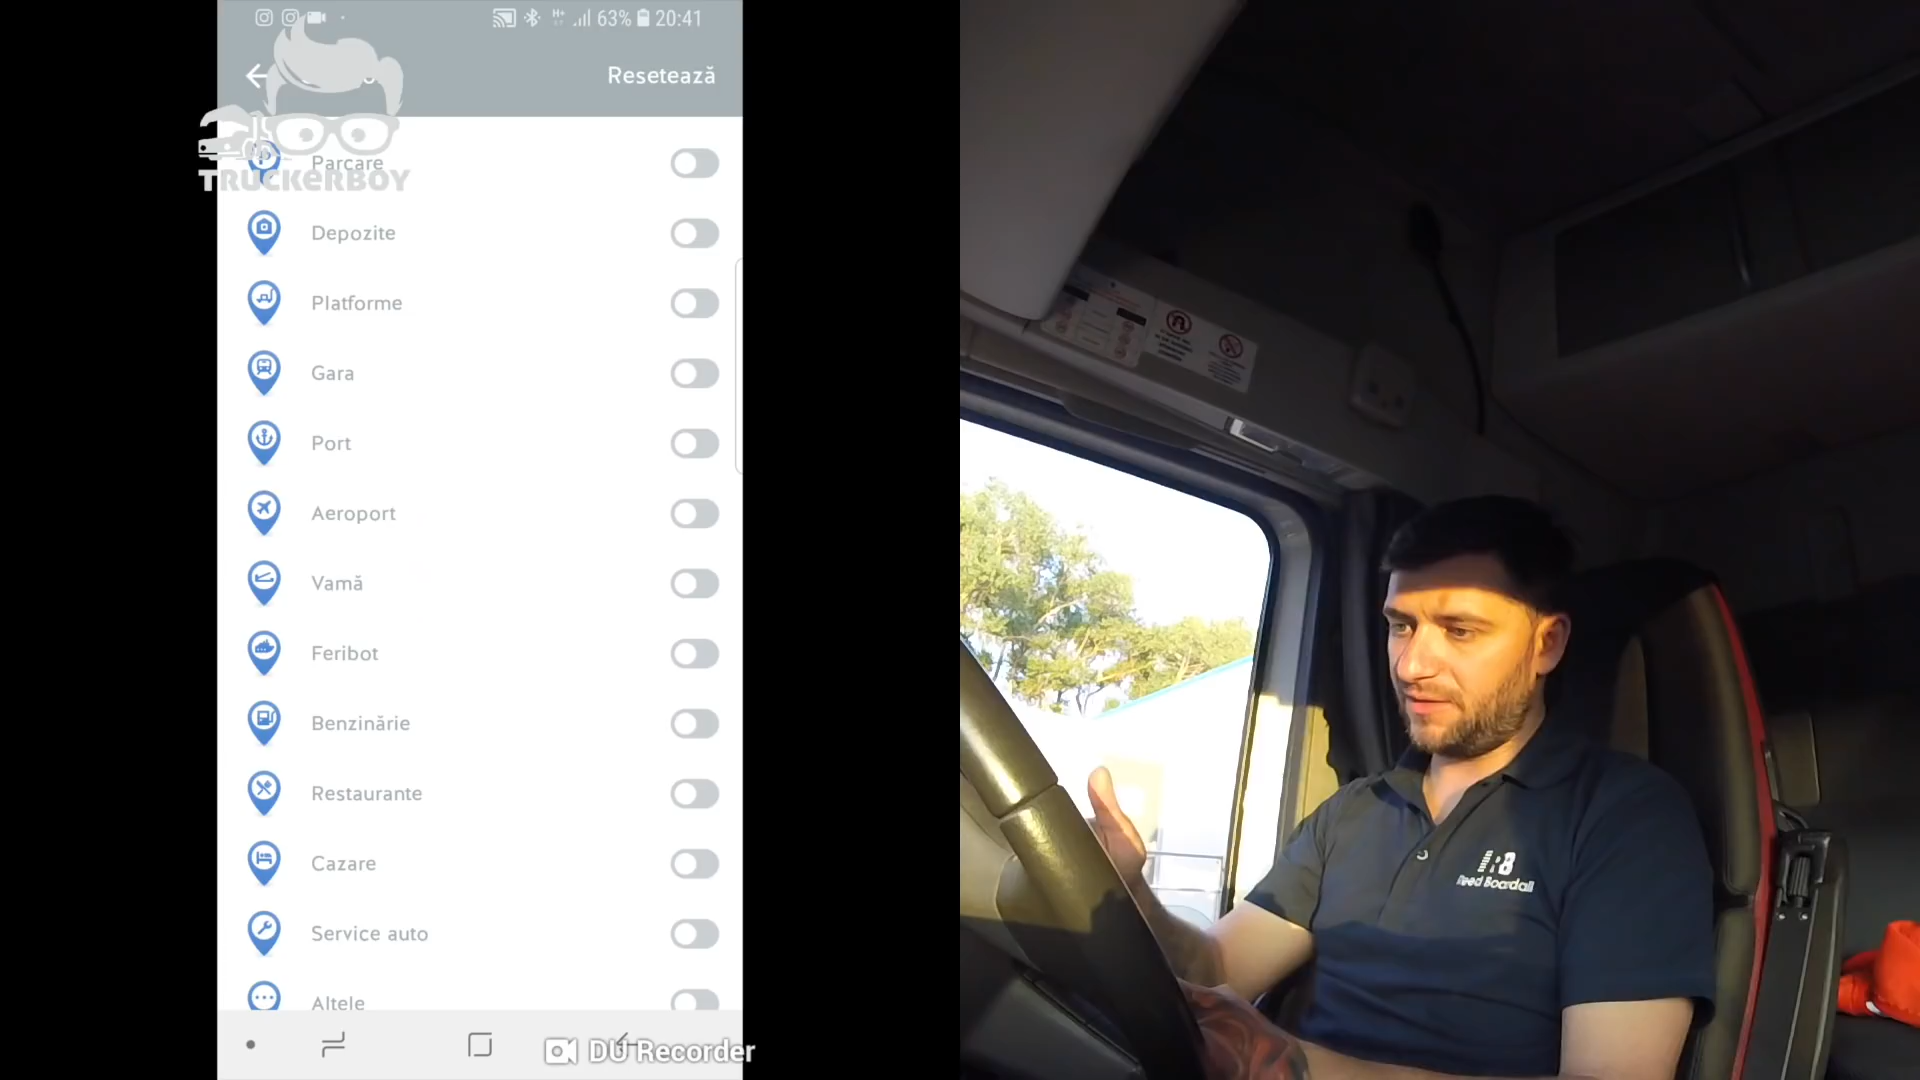 63% 20:41
Resetează
Parcare
TRUCKERBOY
Depozite
Platforme
Gara
Port
Aeroport
Vamă
Feribot
Benzinărie
Restaurante
Cazare
Service auto
Altele
DU Recorder
Reed Boardall